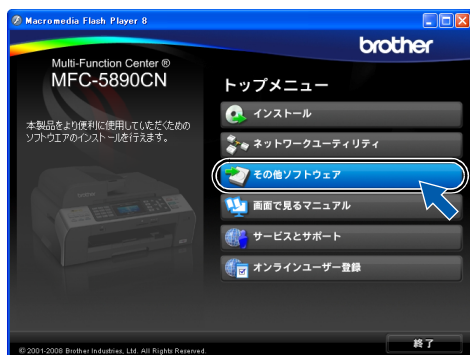 Macromedia Flash Player 8
brother
Multi-Function Center ®
MFC-5890CN
本製品をより便利に使用していただくための
ソフトウエアのインストールを行えます。
トップメニュー
インストール
ネットワークユーティリティ
その他ソフトウェア
画面で見るマニュアル
サービスとサポート
オンラインユーザー登録
© 2001-2008 Brother Industries, Ltd. All Rights Reserved.
終了